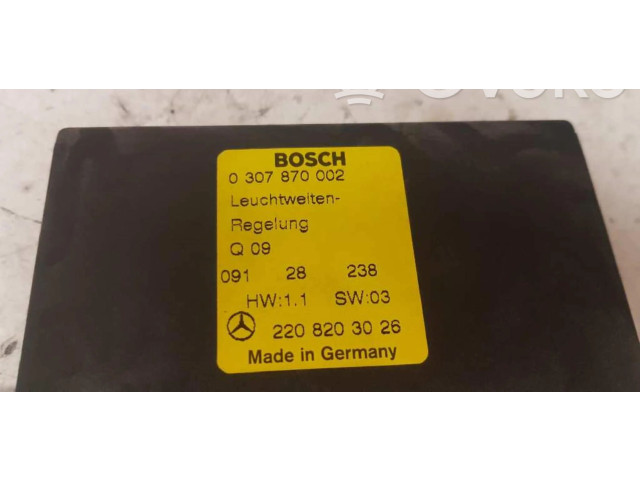 BOSCH
0 307 870 002
Leuchtweiten-
Regelung
Q 09
091 28 238
HW:1.1 SW:03
220 820 30 26
Made in Germany